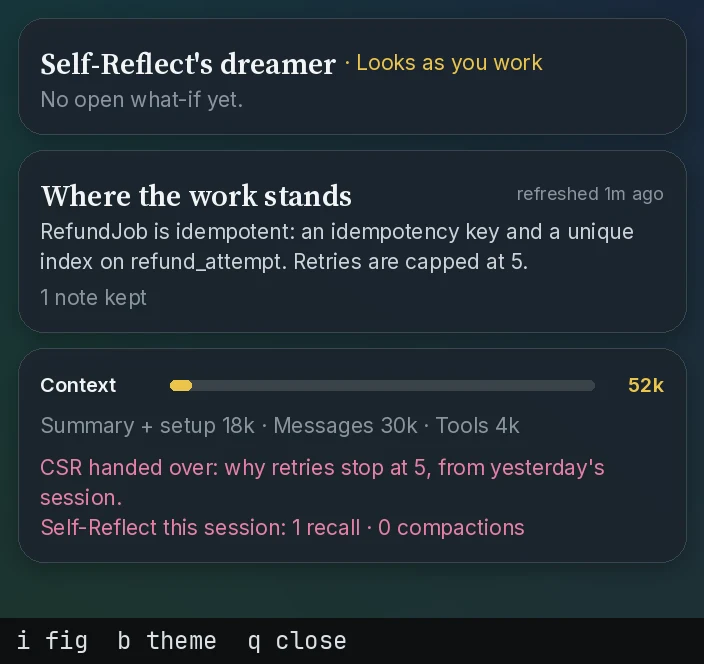 Self-Reflect's dreamer · Looks as you work
No open what-if yet.
Where the work stands refreshed 1m ago
RefundJob is idempotent: an idempotency key and a unique
index on refund_attempt. Retries are capped at 5.
1 note kept
Context 52k
Summary + setup 18k · Messages 30k · Tools 4k
CSR handed over: why retries stop at 5, from yesterday's
session.
Self-Reflect this session: 1 recall · 0 compactions
i fig b theme q close